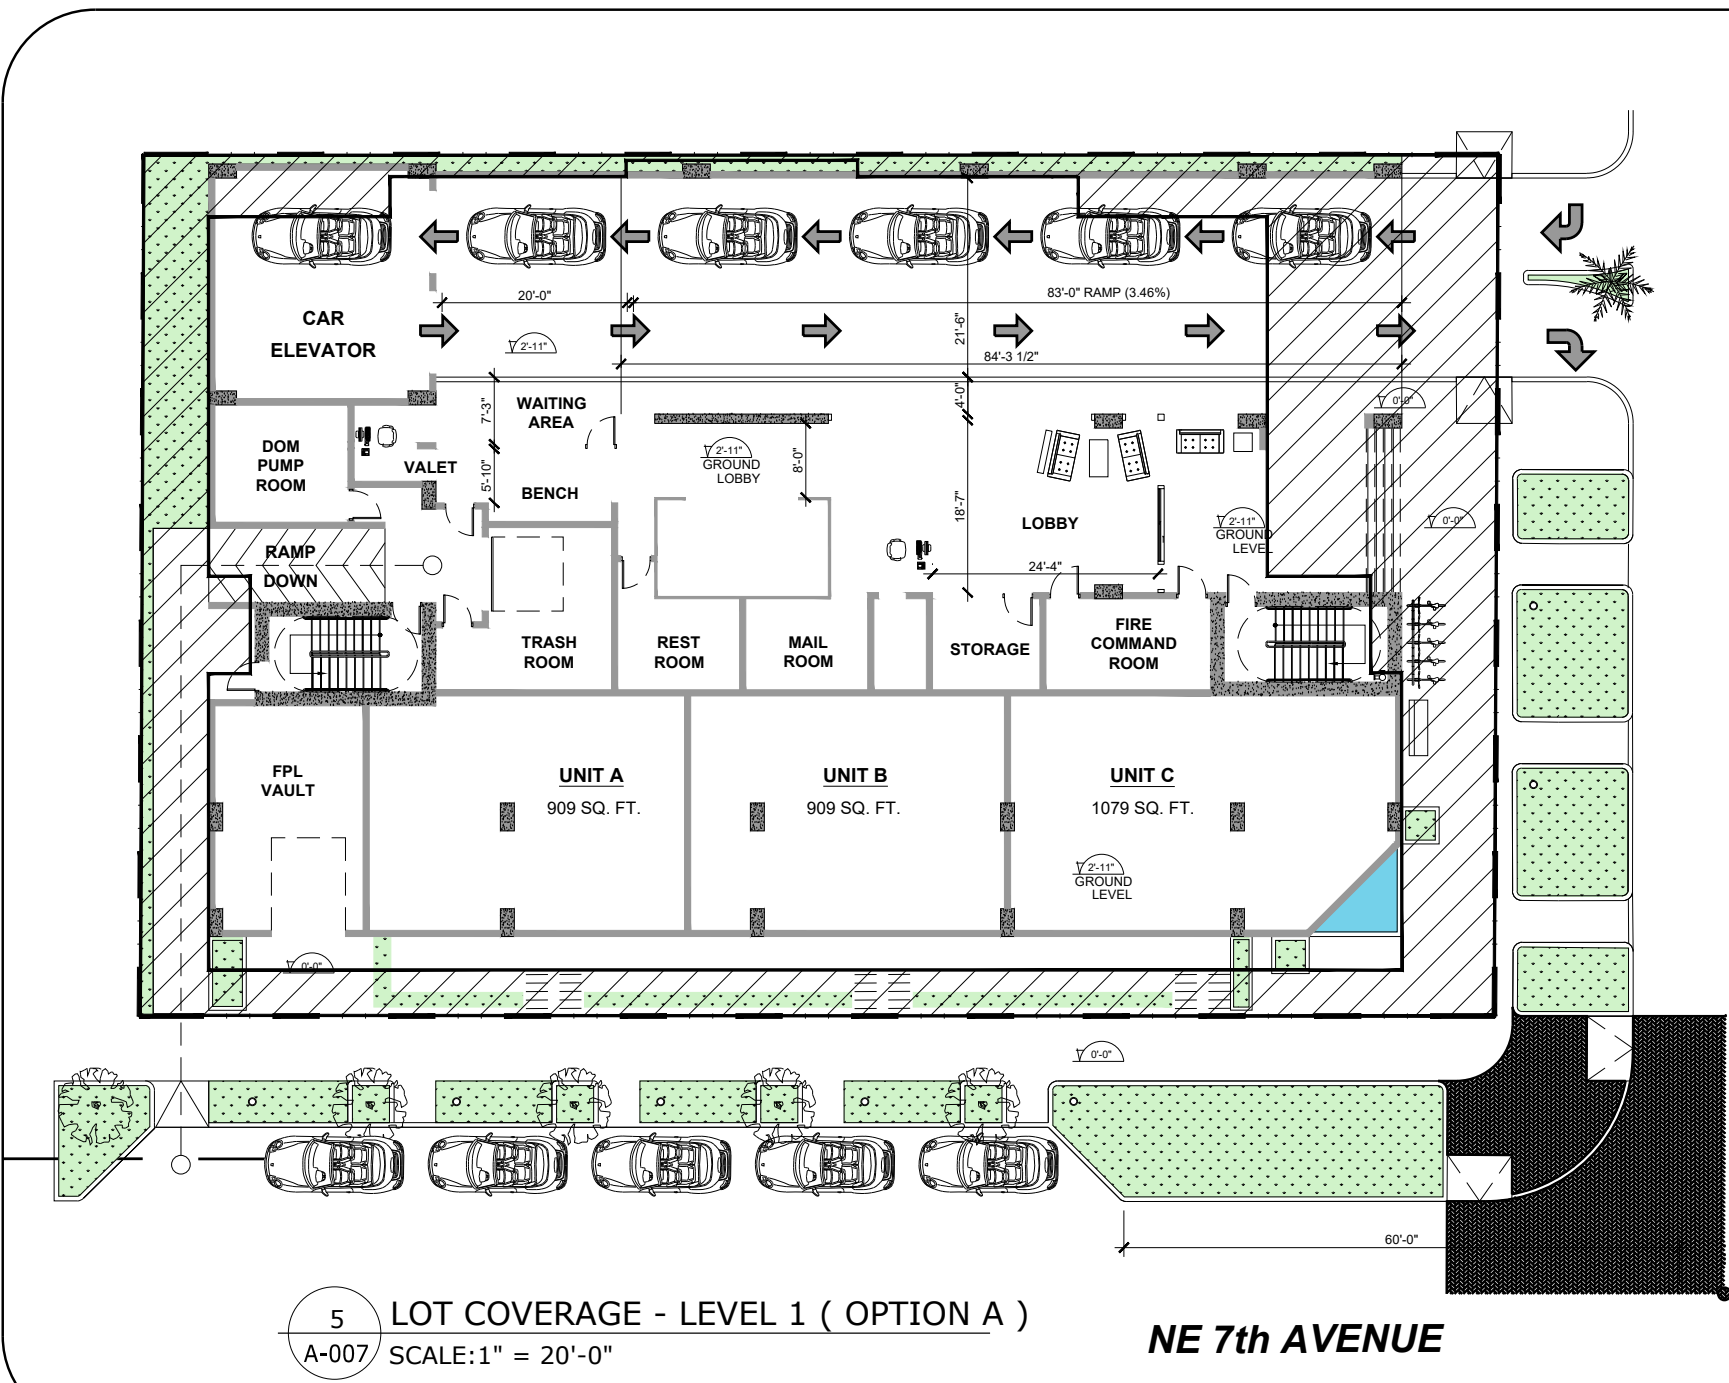 20'-0"
83'-0" RAMP (3.46%)
CAR
ELEVATOR
2'-11"
21'-6"
84'-3 1/2"
7'-3"
WAITING
AREA
4'-0"
0'-0"
DOM
PUMP
ROOM
VALET
5'-10"
BENCH
2'-11"
GROUND
LOBBY
8'-0"
18'-7"
LOBBY
2'-11"
GROUND
LEVEL
0'-0"
RAMP
DOWN
24'-4"
TRASH
ROOM
REST
ROOM
MAIL
ROOM
STORAGE
FIRE
COMMAND
ROOM
FPL
VAULT
UNIT A
909 SQ. FT.
UNIT B
909 SQ. FT.
UNIT C
1079 SQ. FT.
2'-11"
GROUND
LEVEL
0'-0"
0'-0"
60'-0"
5
A-007
LOT COVERAGE - LEVEL 1 ( OPTION A )
SCALE:1" = 20'-0"
NE 7th AVENUE